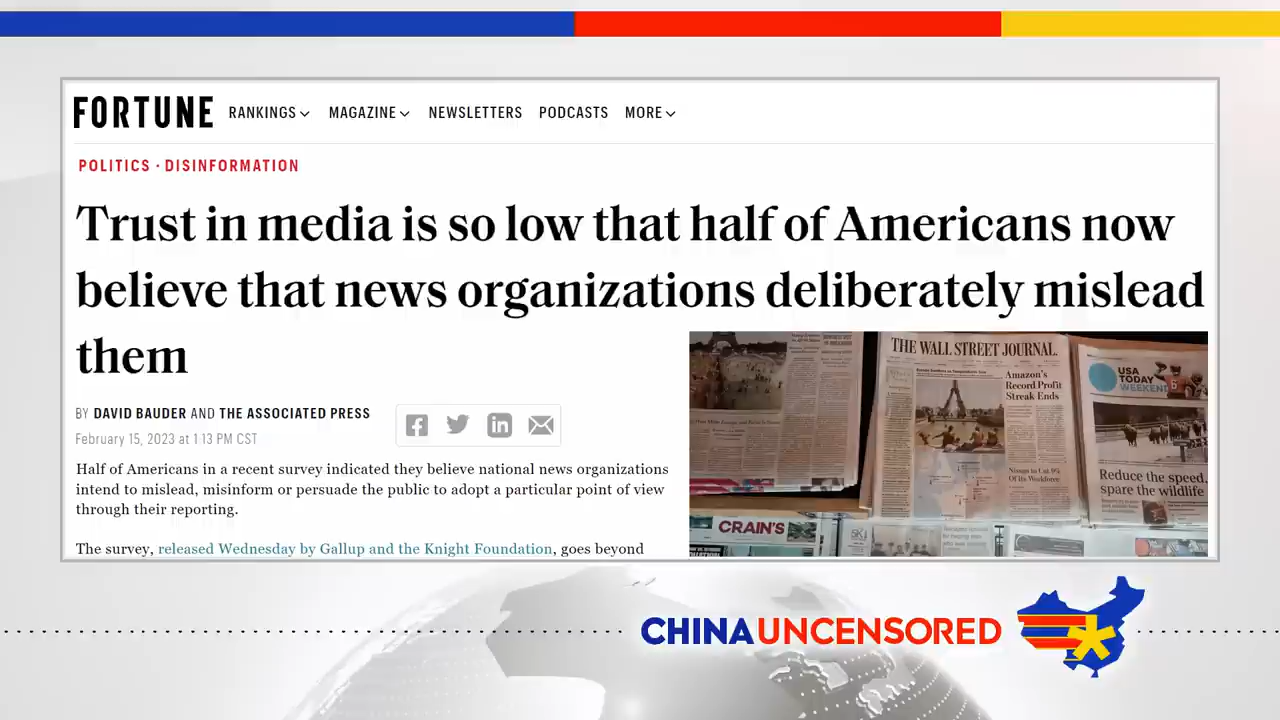 FORTUNE RANKINGS MAGAZINE NEWSLETTERS PODCASTS MORE
POLITICS · DISINFORMATION
Trust in media is so low that half of Americans now
believe that news organizations deliberately mislead
them
BY DAVID BAUDER AND THE ASSOCIATED PRESS
February 15, 2023 at 1:13 PM CST
Half of Americans in a recent survey indicated they believe national news organizations
intend to mislead, misinform or persuade the public to adopt a particular point of view
through their reporting.
The survey, released Wednesday by Gallup and the Knight Foundation, goes beyond
THE WALL STREET JOURNAL.
Amazon's
Record Profit
Streak Ends
USA
TODAY
WEEKEND
Reduce the speed,
spare the wildlife
CRAIN'S
CHINA UNCENSORED